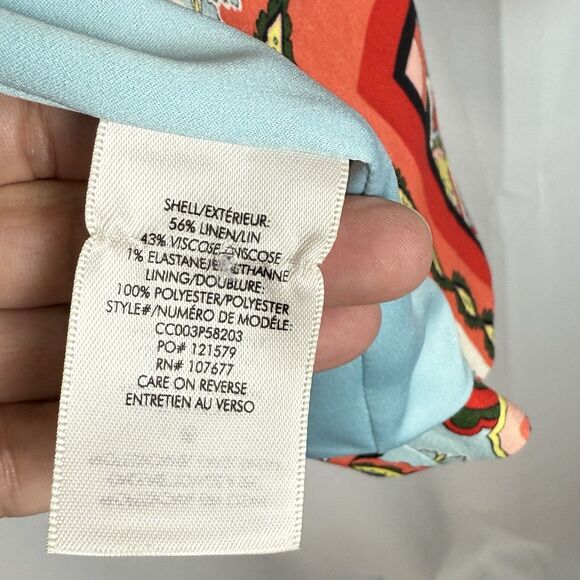 SHELL/EXTÉRIEUR:
56% LINEN/LIN
43% VISCOSE/VISCOSE
1% ELASTANE/
LINING/DOUBLURE:
100% POLYESTER/POLYESTER
STYLE#/NUMÉRO DE MODÉLE:
CC003P58203
PO# 121579
RN# 107677
CARE ON REVERSE
ENTRETIEN AU VERSO